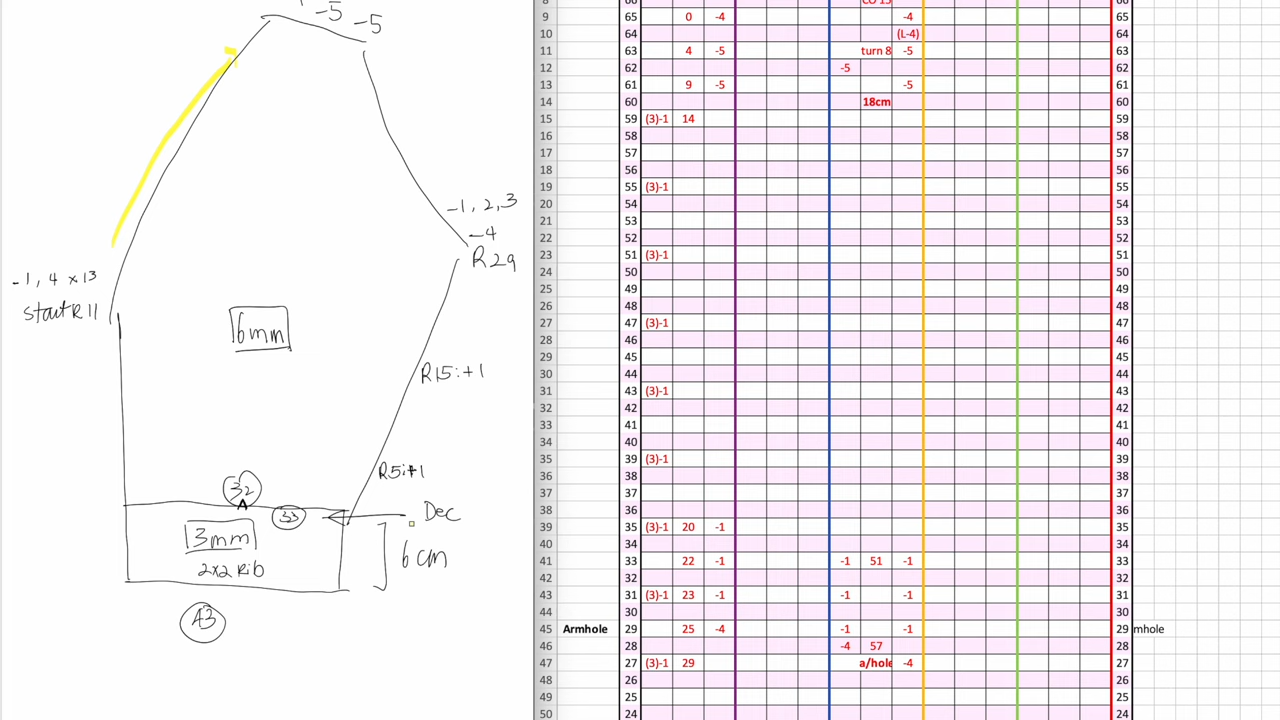 -5 -5
-1, 2, 3
-4
R29
-1, 4 x 13
start R 11
6mm
R15:+1
R5:+1
32
33
Dec
3mm
2x2 Rib
6 cm
43
9 65 0 -4 -4 65
10 64 (L-4) 64
11 63 4 -5 turn 8 -5 63
12 62 -5 62
13 61 9 -5 -5 61
14 60 18cm 60
15 59 (3)-1 14 59
16 58 58
17 57 57
18 56 56
19 55 (3)-1 55
20 54 54
21 53 53
22 52 52
23 51 (3)-1 51
24 50 50
25 49 49
26 48 48
27 47 (3)-1 47
28 46 46
29 45 45
30 44 44
31 43 (3)-1 43
32 42 42
33 41 41
34 40 40
35 39 (3)-1 39
36 38 38
37 37 37
38 36 36
39 35 (3)-1 20 -1 35
40 34 34
41 33 22 -1 -1 51 -1 33
42 32 32
43 31 (3)-1 23 -1 -1 -1 31
44 30 30
45 Armhole 29 25 -4 -1 -1 29 mhole
46 28 -4 57 28
47 27 (3)-1 29 a/hole -4 27
48 26 26
49 25 25
50 24 24